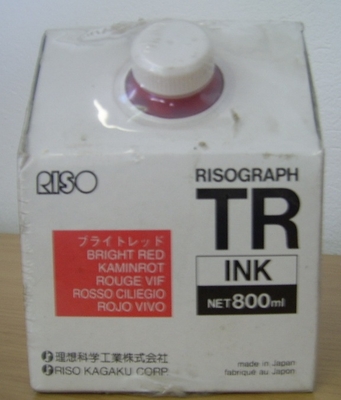 RISO
RISOGRAPH
TR
INK
NET 800ml
ブライトレッド
BRIGHT RED
KAMINROT
ROUGE VIF
ROSSO CILIEGIO
ROJO VIVO
理想科学工業株式会社
RISO KAGAKU CORP.
made in Japan
fabriqué au Japon